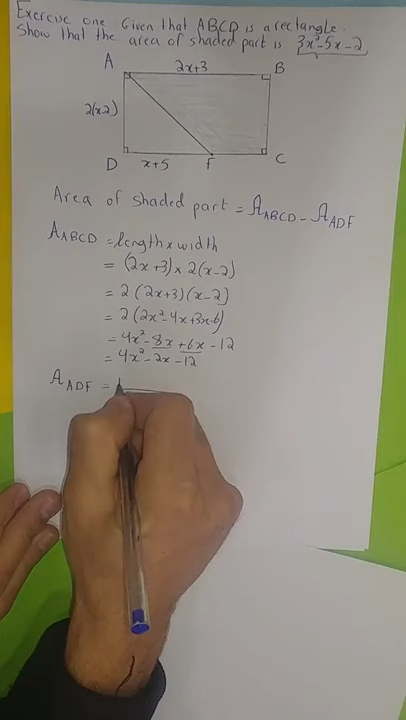 Exercise one Given that ABCD is a rectangle.
Show that the area of shaded part is 3x²-5x-2
A 2x+3 B
2(x-2)
D x+5 F C
Area of shaded part = A_ABCD - A_ADF
A_ABCD = length x width
= (2x+3) x 2(x-2)
= 2(2x+3)(x-2)
= 2(2x²-4x+3x-6)
= 4x²-8x+6x-12
= 4x²-2x-12
A_ADF =